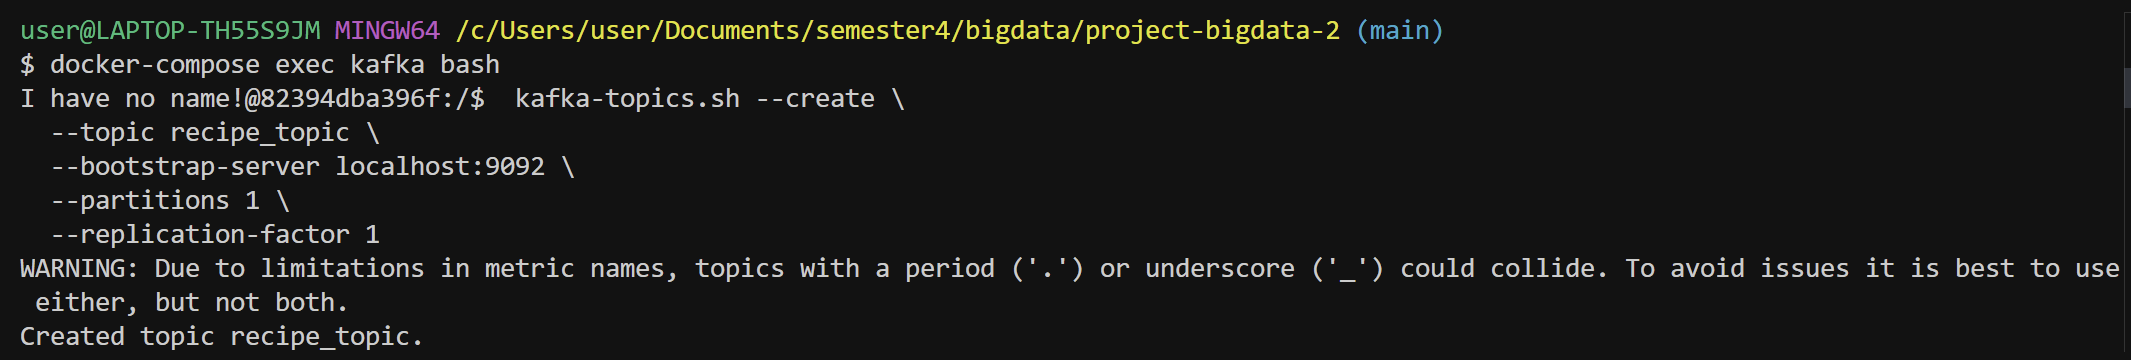 user@LAPTOP-TH55S9JM MINGW64 /c/Users/user/Documents/semester4/bigdata/project-bigdata-2 (main)
$ docker-compose exec kafka bash
I have no name!@82394dba396f:/$  kafka-topics.sh --create \
  --topic recipe_topic \
  --bootstrap-server localhost:9092 \
  --partitions 1 \
  --replication-factor 1
WARNING: Due to limitations in metric names, topics with a period ('.') or underscore ('_') could collide. To avoid issues it is best to use
 either, but not both.
Created topic recipe_topic.